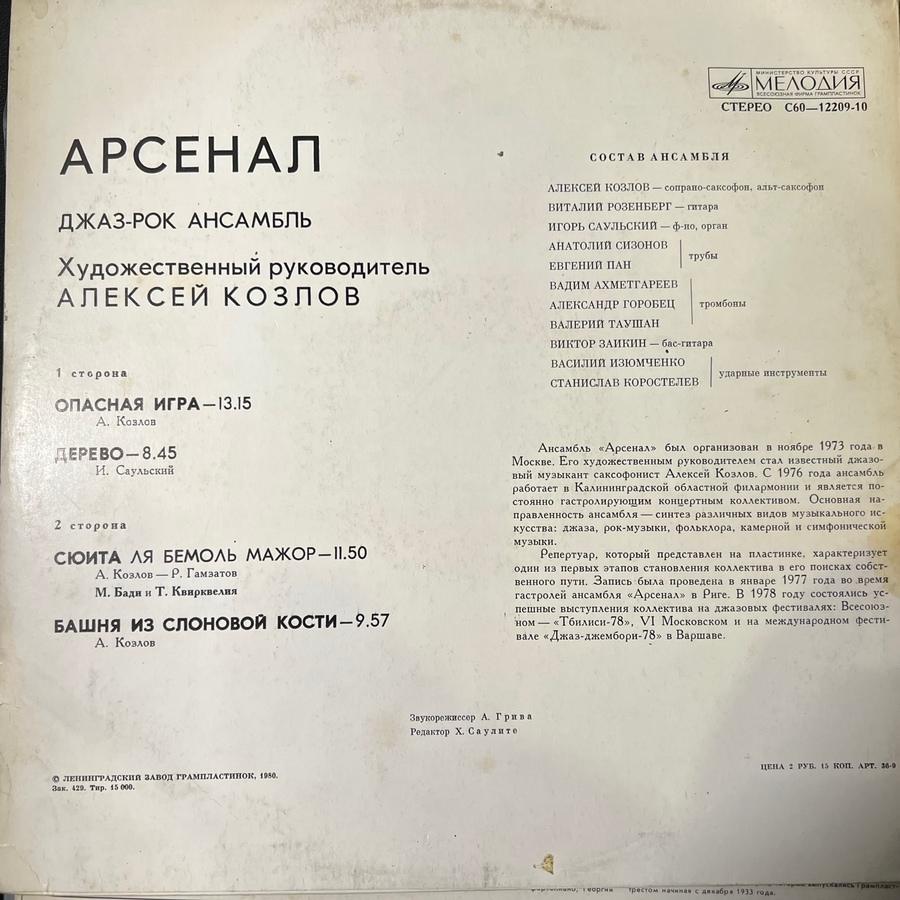 МИНИСТЕРСТВО КУЛЬТУРЫ СССР
МЕЛОДИЯ
ВСЕСОЮЗНАЯ ФИРМА ГРАМПЛАСТИНОК
СТЕРЕО С60—12209-10
АРСЕНАЛ
ДЖАЗ-РОК АНСАМБЛЬ
Художественный руководитель
АЛЕКСЕЙ КОЗЛОВ
1 сторона
ОПАСНАЯ ИГРА—13.15
А. Козлов
ДЕРЕВО—8.45
И. Саульский
2 сторона
СЮИТА ЛЯ БЕМОЛЬ МАЖОР—11.50
А. Козлов — Р. Гамзатов
М. Бади и Т. Квирквелия
БАШНЯ ИЗ СЛОНОВОЙ КОСТИ—9.57
А. Козлов
СОСТАВ АНСАМБЛЯ
АЛЕКСЕЙ КОЗЛОВ — сопрано-саксофон, альт-саксофон
ВИТАЛИЙ РОЗЕНБЕРГ — гитара
ИГОРЬ САУЛЬСКИЙ — ф-но, орган
АНАТОЛИЙ СИЗОНОВ
ЕВГЕНИЙ ПАН
трубы
ВАДИМ АХМЕТГАРЕЕВ
АЛЕКСАНДР ГОРОБЕЦ
ВАЛЕРИЙ ТАУШАН
тромбоны
ВИКТОР ЗАИКИН — бас-гитара
ВАСИЛИЙ ИЗЮМЧЕНКО
СТАНИСЛАВ КОРОСТЕЛЕВ
ударные инструменты
Ансамбль «Арсенал» был организован в ноябре 1973 года в
Москве. Его художественным руководителем стал известный джазо-
вый музыкант саксофонист Алексей Козлов. С 1976 года ансамбль
работает в Калининградской областной филармонии и является по-
стоянно гастролирующим концертным коллективом. Основная на-
правленность ансамбля — синтез различных видов музыкального ис-
кусства: джаза, рок-музыки, фольклора, камерной и симфонической
музыки.
Репертуар, который представлен на пластинке, характеризует
один из первых этапов становления коллектива в его поисках собст-
венного пути. Запись была проведена в январе 1977 года во время
гастролей ансамбля «Арсенал» в Риге. В 1978 году состоялись ус-
пешные выступления коллектива на джазовых фестивалях: Всесоюз-
ном — «Тбилиси-78», VI Московском и на международном фести-
вале «Джаз-джембори-78» в Варшаве.
Звукорежиссер А. Грива
Редактор Х. Саулите
© ЛЕНИНГРАДСКИЙ ЗАВОД ГРАМПЛАСТИНОК, 1980.
Зак. 429. Тир. 15 000.
ЦЕНА 2 РУБ. 15 КОП. АРТ. 36-9
Георгии трестом начиная с декабря 1933 года.